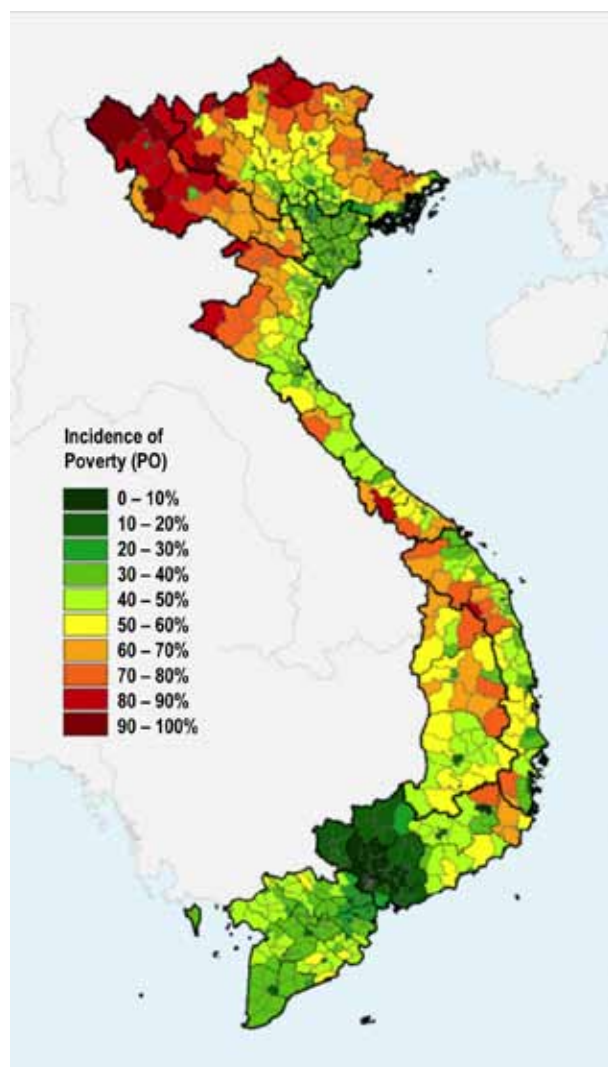 Incidence of
Poverty (PO)
0 – 10%
10 – 20%
20 – 30%
30 – 40%
40 – 50%
50 – 60%
60 – 70%
70 – 80%
80 – 90%
90 – 100%